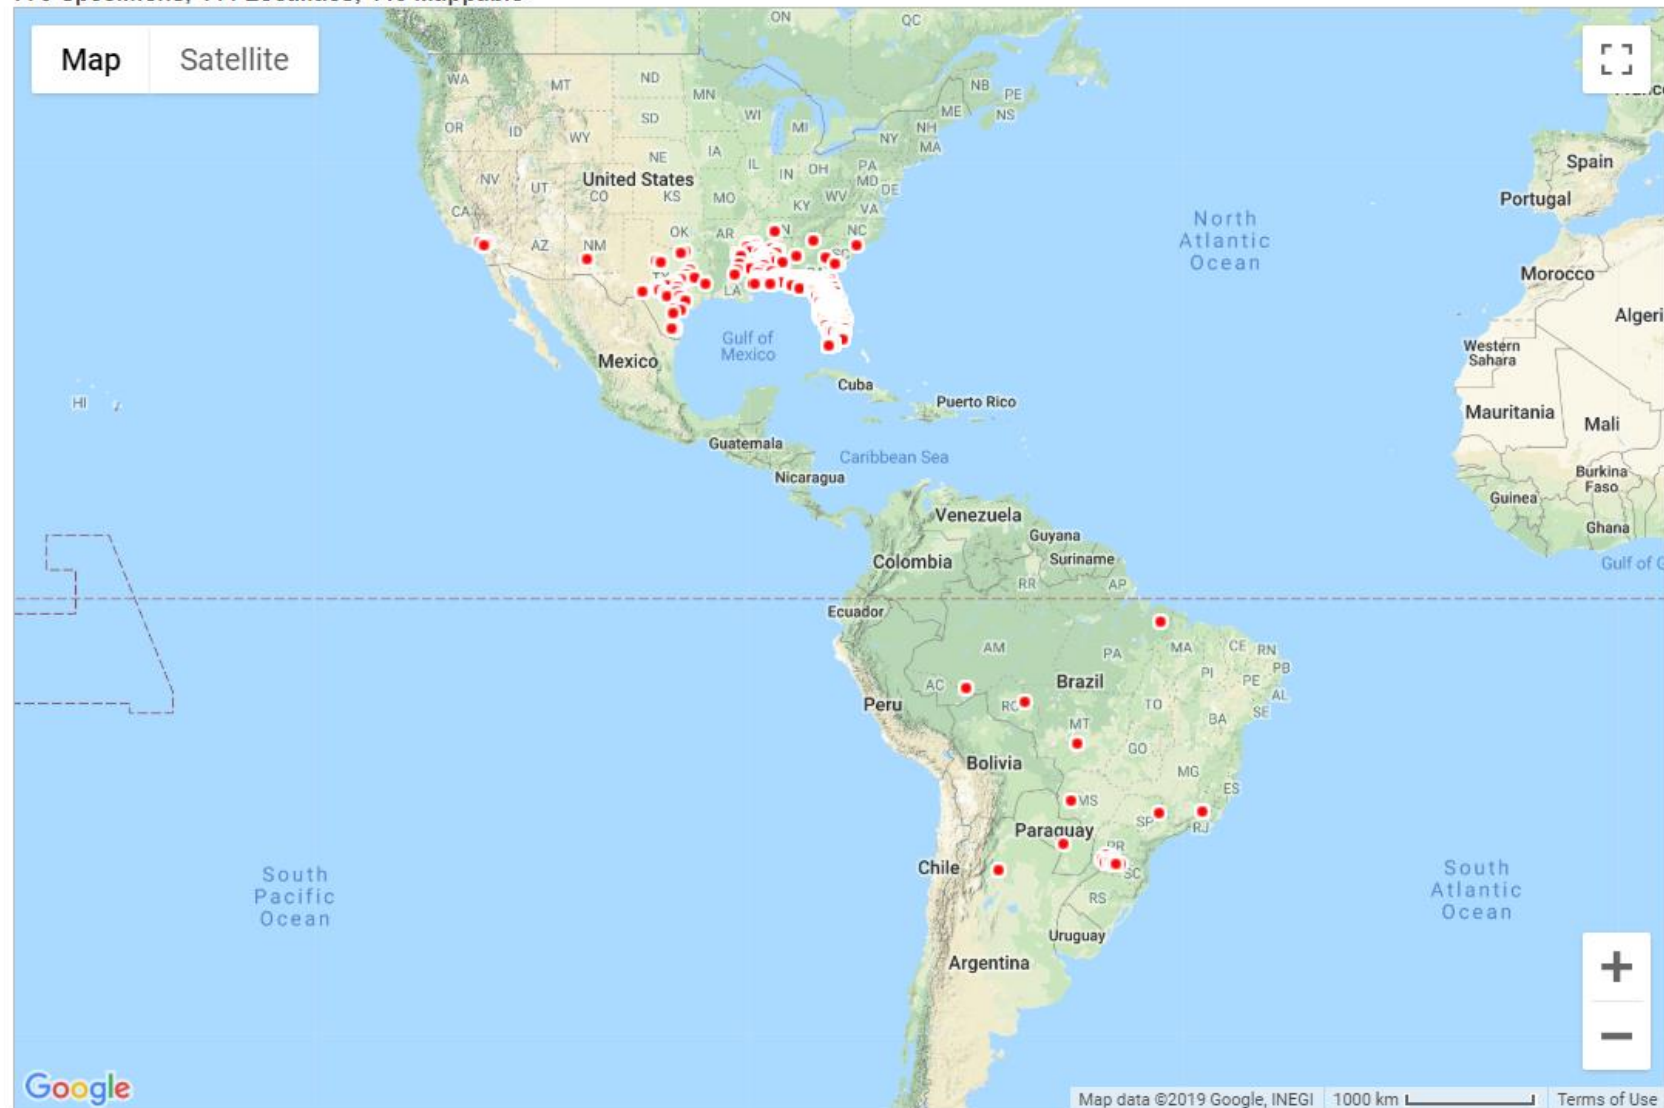 Map
Satellite
ON
QC
WA
MT
ND
MN
NB
PE
ME
NS
OR
ID
SD
WI
MI
NH
NY
MA
WY
IA
NE
IL
IN
OH
PA
MD
DE
NV
UT
United States
CO
KS
MO
KY
WV
VA
CA
AZ
NM
OK
AR
NC
LA
Mexico
Gulf of
Mexico
Cuba
Puerto Rico
HI
Guatemala
Caribbean Sea
Nicaragua
North
Atlantic
Ocean
Spain
Portugal
Morocco
Algeri
Western
Sahara
Mauritania
Mali
Burkina
Faso
Guinea
Ghana
Gulf of G
Venezuela
Guyana
Colombia
Suriname
RR
AP
Ecuador
AM
PA
MA
CE
RN
PB
PI
PE
AL
AC
Brazil
Peru
TO
SE
BA
MT
GO
Bolivia
MG
ES
MS
SP
RJ
Paraguay
PR
Chile
SC
RS
Uruguay
Argentina
South
Pacific
Ocean
South
Atlantic
Ocean
Google
Map data ©2019 Google, INEGI
1000 km
Terms of Use